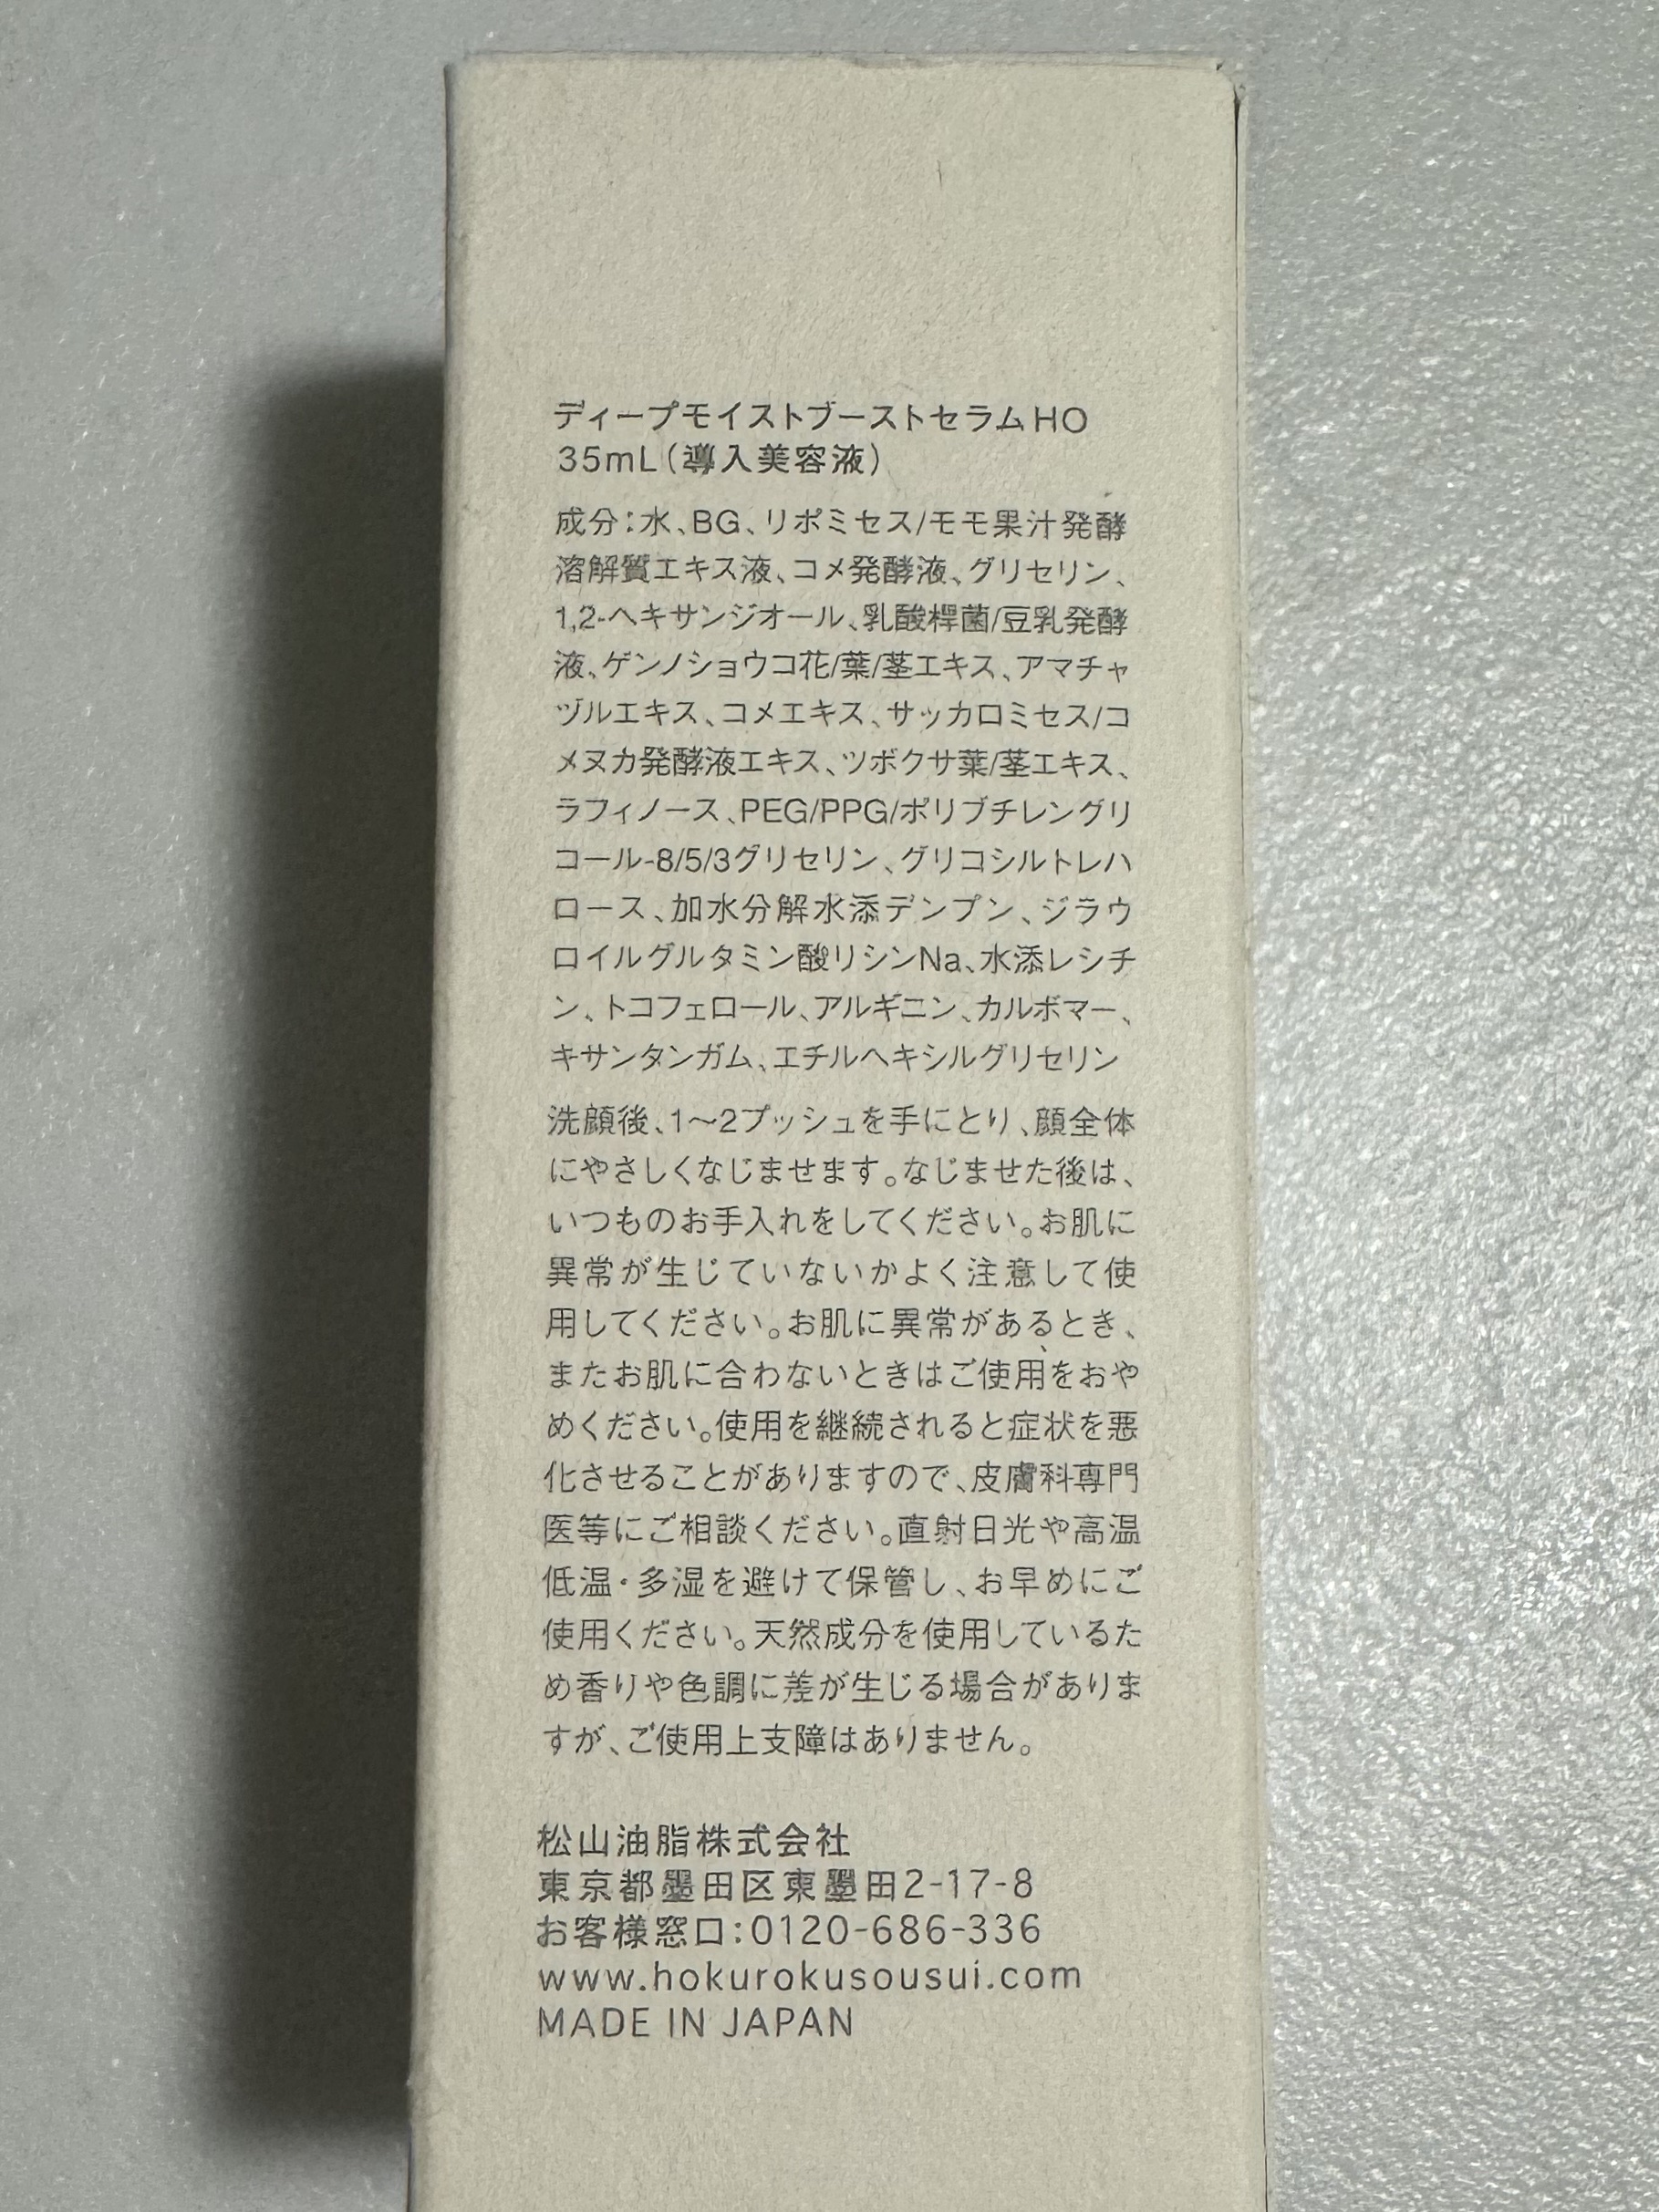 ディープモイストブーストセラムHO
35mL（導入美容液）
成分：水、BG、リポミセス/モモ果汁発酵
溶解質エキス液、コメ発酵液、グリセリン、
1,2-ヘキサンジオール、乳酸桿菌/豆乳発酵
液、ゲンノショウコ花/葉/茎エキス、アマチャ
ヅルエキス、コメエキス、サッカロミセス/コ
メヌカ発酵液エキス、ツボクサ葉/茎エキス、
ラフィノース、PEG/PPG/ポリブチレングリ
コール-8/5/3グリセリン、グリコシルトレハ
ロース、加水分解水添デンプン、ジラウ
ロイルグルタミン酸リシンNa、水添レシチ
ン、トコフェロール、アルギニン、カルボマー、
キサンタンガム、エチルヘキシルグリセリン
洗顔後、1〜2プッシュを手にとり、顔全体
にやさしくなじませます。なじませた後は、
いつものお手入れをしてください。お肌に
異常が生じていないかよく注意して使
用してください。お肌に異常があるとき、
またお肌に合わないときはご使用をおや
めください。使用を継続されると症状を悪
化させることがありますので、皮膚科専門
医等にご相談ください。直射日光や高温
低温・多湿を避けて保管し、お早めにご
使用ください。天然成分を使用しているた
め香りや色調に差が生じる場合がありま
すが、ご使用上支障はありません。
松山油脂株式会社
東京都墨田区東墨田2-17-8
お客様窓口：0120-686-336
www.hokurokusousui.com
MADE IN JAPAN